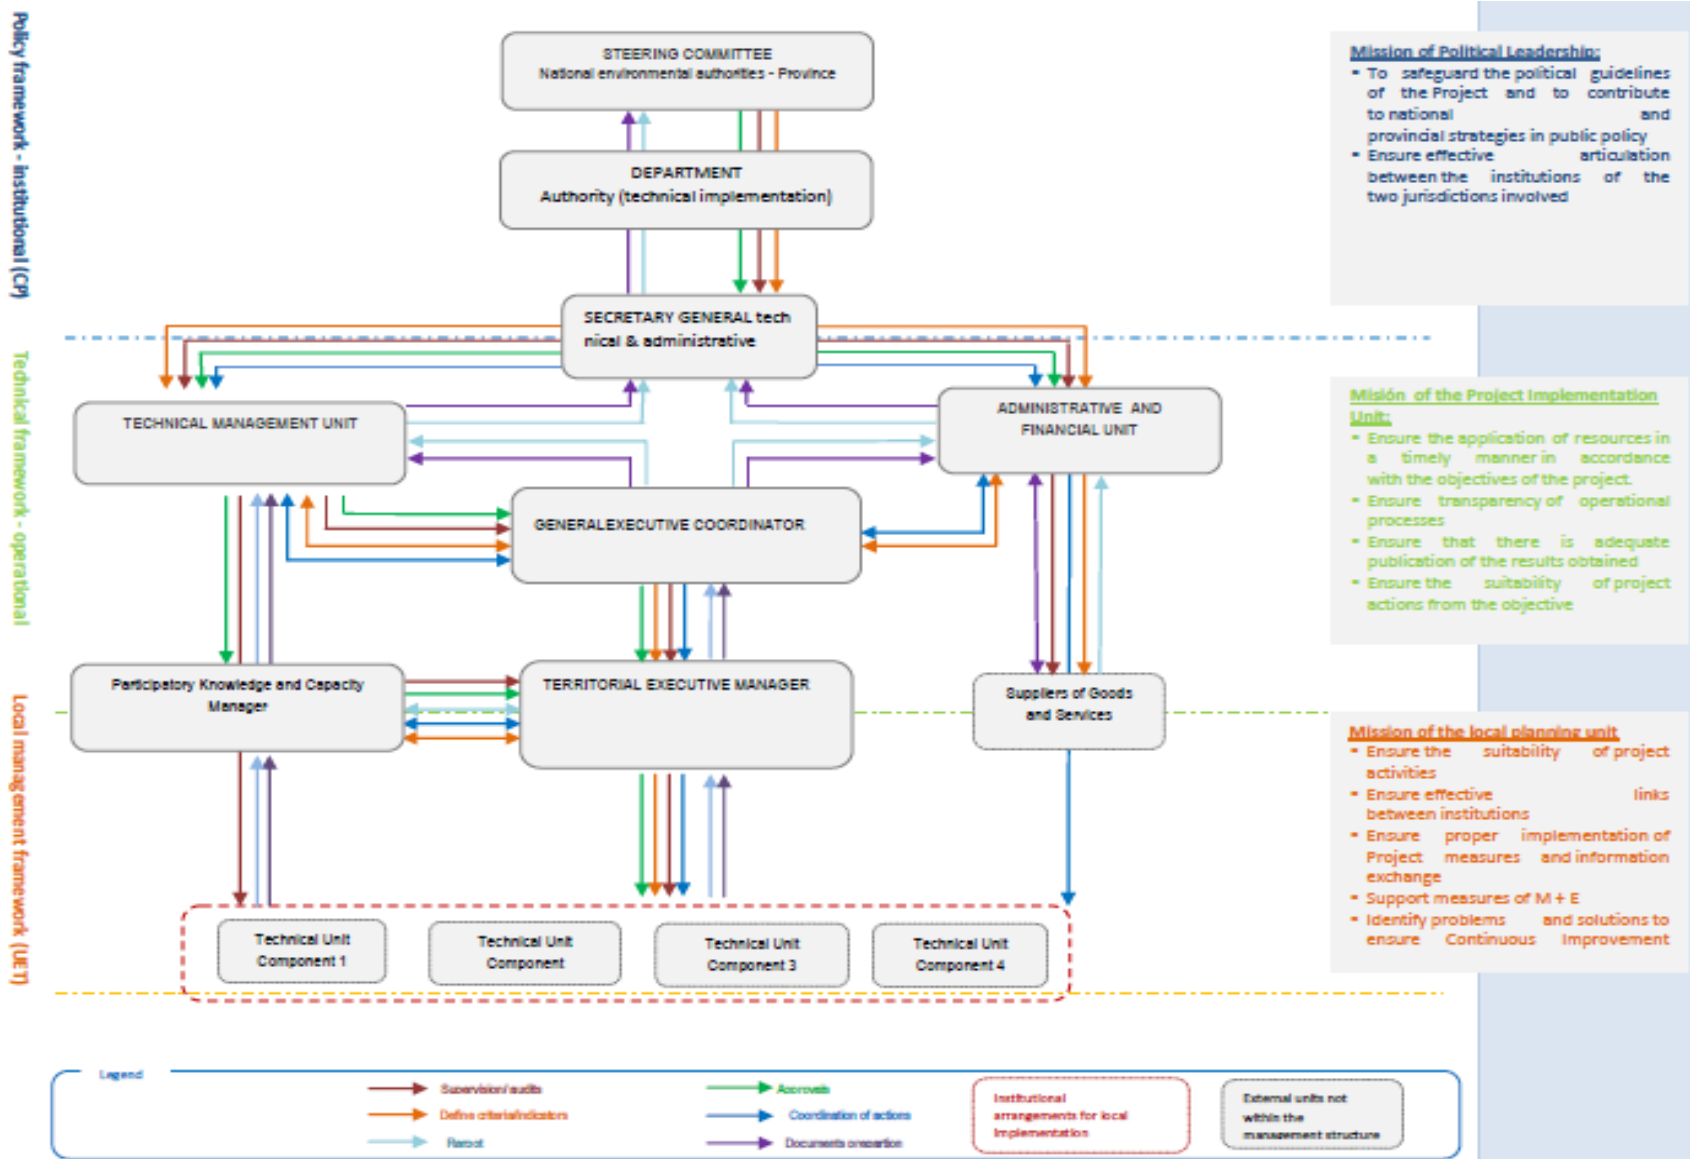 Policy framework - institutional (CP)
Technical framework - operational
Local management framework (UET)
STEERING COMMITTEE
National environmental authorities - Province
DEPARTMENT
Authority (technical implementation)
SECRETARY GENERAL tech
nical & administrative
TECHNICAL MANAGEMENT UNIT
ADMINISTRATIVE AND
FINANCIAL UNIT
GENERALEXECUTIVE COORDINATOR
Participatory Knowledge and Capacity
Manager
TERRITORIAL EXECUTIVE MANAGER
Suppliers of Goods
and Services
Technical Unit
Component 1
Technical Unit
Component
Technical Unit
Component 3
Technical Unit
Component 4
Mission of Political Leadership:
▪ To safeguard the political guidelines
of the Project and to contribute
to national and
provincial strategies in public policy
▪ Ensure effective articulation
between the institutions of the
two jurisdictions involved
Misión of the Project Implementation
Unit:
▪ Ensure the application of resources in
a timely manner in accordance
with the objectives of the project.
▪ Ensure transparency of operational
processes
▪ Ensure that there is adequate
publication of the results obtained
▪ Ensure the suitability of project
actions from the objective
Mission of the local planning unit
▪ Ensure the suitability of project
activities
▪ Ensure effective links
between institutions
▪ Ensure proper implementation of
Project measures and information
exchange
▪ Support measures of M + E
▪ Identify problems and solutions to
ensure Continuous Improvement
Legend
Supervision/ audits
Define criteria/indicators
Report
Approvals
Coordination of actions
Documents preparation
Institutional
arrangements for local
Implementation
External units not
within the
management structure